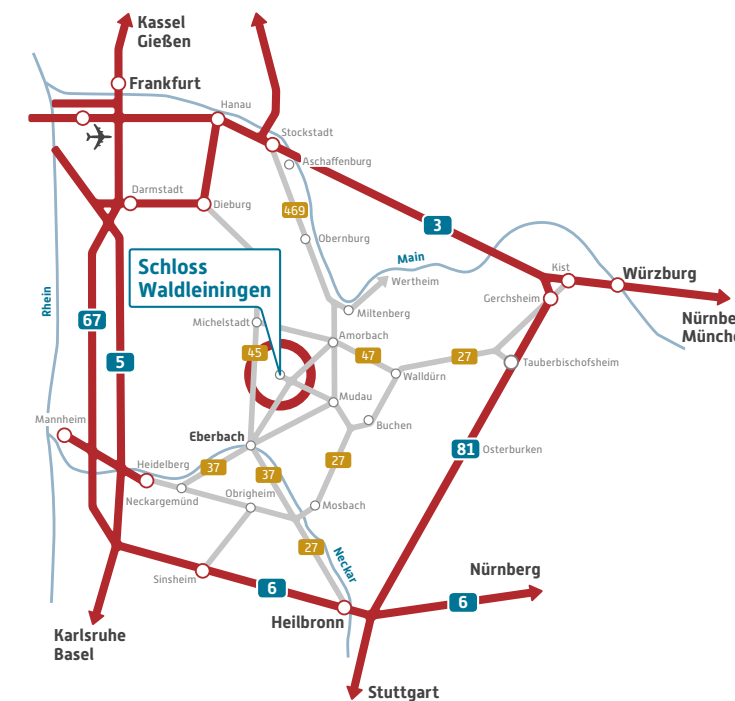 Kassel
Gießen
Frankfurt
Hanau
Stockstadt
Aschaffenburg
Darmstadt
Dieburg
469
3
Obernburg
Main
Schloss
Waldleiningen
Wertheim
Kist
Würzburg
Gerchsheim
Nürnbe
Münch
Rhein
67
Michelstadt
Miltenberg
5
45
Amorbach
47
27
Walldürn
Tauberbischofsheim
Mudau
Mannheim
Buchen
Eberbach
81
Osterburken
Heidelberg
37
37
27
Neckargemünd
Obrigheim
Mosbach
27
Neckar
Sinsheim
6
Nürnberg
6
Heilbronn
Karlsruhe
Basel
Stuttgart